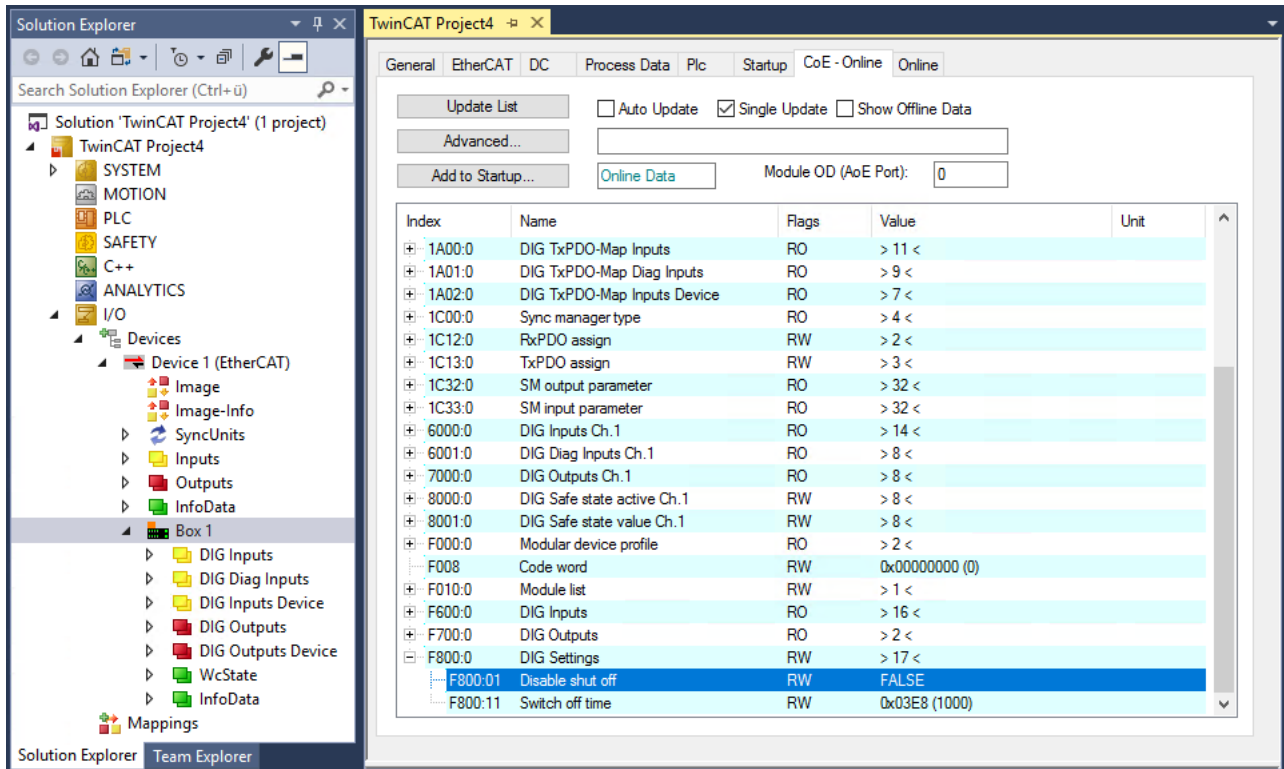 Solution Explorer
Search Solution Explorer (Ctrl+ü)
Solution 'TwinCAT Project4' (1 project)
TwinCAT Project4
SYSTEM
MOTION
PLC
SAFETY
C++
ANALYTICS
I/O
Devices
Device 1 (EtherCAT)
Image
Image-Info
SyncUnits
Inputs
Outputs
InfoData
Box 1
DIG Inputs
DIG Diag Inputs
DIG Inputs Device
DIG Outputs
DIG Outputs Device
WcState
InfoData
Mappings
Solution Explorer Team Explorer
TwinCAT Project4
General EtherCAT DC Process Data Plc Startup CoE - Online Online
Update List Auto Update Single Update Show Offline Data
Advanced...
Add to Startup... Online Data Module OD (AoE Port): 0
Index Name Flags Value Unit
1A00:0 DIG TxPDO-Map Inputs RO > 11 <
1A01:0 DIG TxPDO-Map Diag Inputs RO > 9 <
1A02:0 DIG TxPDO-Map Inputs Device RO > 7 <
1C00:0 Sync manager type RO > 4 <
1C12:0 RxPDO assign RW > 2 <
1C13:0 TxPDO assign RW > 3 <
1C32:0 SM output parameter RO > 32 <
1C33:0 SM input parameter RO > 32 <
6000:0 DIG Inputs Ch.1 RO > 14 <
6001:0 DIG Diag Inputs Ch.1 RO > 8 <
7000:0 DIG Outputs Ch.1 RO > 8 <
8000:0 DIG Safe state active Ch.1 RW > 8 <
8001:0 DIG Safe state value Ch.1 RW > 8 <
F000:0 Modular device profile RO > 2 <
F008 Code word RW 0x00000000 (0)
F010:0 Module list RW > 1 <
F600:0 DIG Inputs RO > 16 <
F700:0 DIG Outputs RO > 2 <
F800:0 DIG Settings RW > 17 <
F800:01 Disable shut off RW FALSE
F800:11 Switch off time RW 0x03E8 (1000)